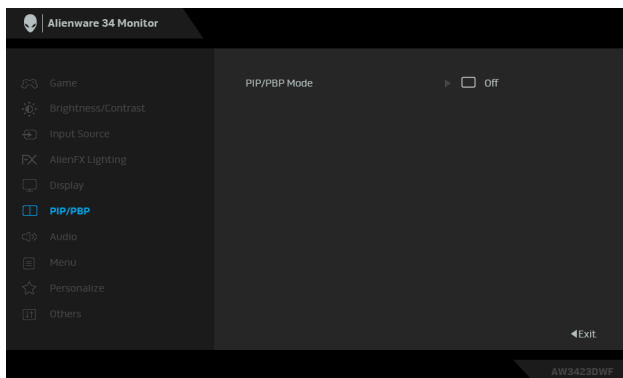 Alienware 34 Monitor
Game
PIP/PBP Mode
Off
Brightness/Contrast
Input Source
AlienFX Lighting
Display
PIP/PBP
Audio
Menu
Personalize
Others
Exit
AW3423DWF